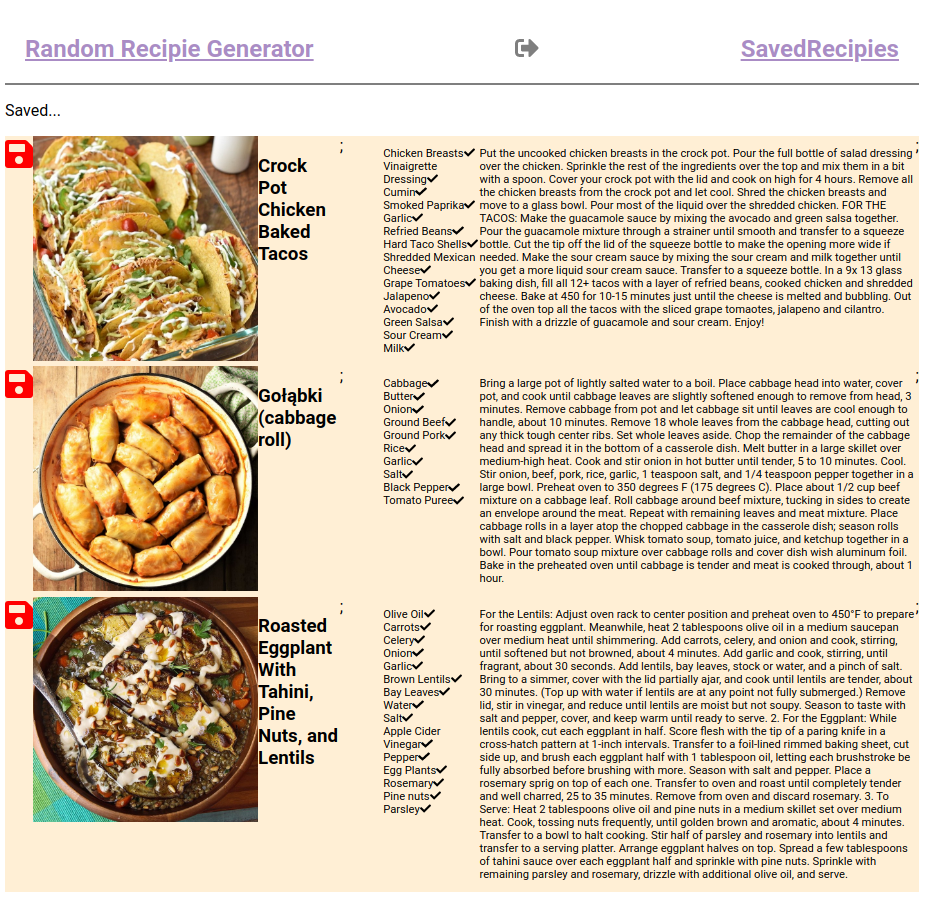 Random Recipie Generator
SavedRecipies
Saved...
Crock
Pot
Chicken
Baked
Tacos
;
Chicken Breasts
Vinaigrette
Dressing
Cumin
Smoked Paprika
Garlic
Refried Beans
Hard Taco Shells
Shredded Mexican
Cheese
Grape Tomatoes
Jalapeno
Avocado
Green Salsa
Sour Cream
Milk
Put the uncooked chicken breasts in the crock pot. Pour the full bottle of salad dressing
over the chicken. Sprinkle the rest of the ingredients over the top and mix them in a bit
with a spoon. Cover your crock pot with the lid and cook on high for 4 hours. Remove all
the chicken breasts from the crock pot and let cool. Shred the chicken breasts and
move to a glass bowl. Pour most of the liquid over the shredded chicken. FOR THE
TACOS: Make the guacamole sauce by mixing the avocado and green salsa together.
Pour the guacamole mixture through a strainer until smooth and transfer to a squeeze
bottle. Cut the tip off the lid of the squeeze bottle to make the opening more wide if
needed. Make the sour cream sauce by mixing the sour cream and milk together until
you get a more liquid sour cream sauce. Transfer to a squeeze bottle. In a 9x 13 glass
baking dish, fill all 12+ tacos with a layer of refried beans, cooked chicken and shredded
cheese. Bake at 450 for 10-15 minutes just until the cheese is melted and bubbling. Out
of the oven top all the tacos with the sliced grape tomaotes, jalapeno and cilantro.
Finish with a drizzle of guacamole and sour cream. Enjoy!
;
Gołąbki
(cabbage
roll)
;
Cabbage
Butter
Onion
Ground Beef
Ground Pork
Rice
Garlic
Salt
Black Pepper
Tomato Puree
Bring a large pot of lightly salted water to a boil. Place cabbage head into water, cover
pot, and cook until cabbage leaves are slightly softened enough to remove from head, 3
minutes. Remove cabbage from pot and let cabbage sit until leaves are cool enough to
handle, about 10 minutes. Remove 18 whole leaves from the cabbage head, cutting out
any thick tough center ribs. Set whole leaves aside. Chop the remainder of the cabbage
head and spread it in the bottom of a casserole dish. Melt butter in a large skillet over
medium-high heat. Cook and stir onion in hot butter until tender, 5 to 10 minutes. Cool.
Stir onion, beef, pork, rice, garlic, 1 teaspoon salt, and 1/4 teaspoon pepper together in a
large bowl. Preheat oven to 350 degrees F (175 degrees C). Place about 1/2 cup beef
mixture on a cabbage leaf. Roll cabbage around beef mixture, tucking in sides to create
an envelope around the meat. Repeat with remaining leaves and meat mixture. Place
cabbage rolls in a layer atop the chopped cabbage in the casserole dish; season rolls
with salt and black pepper. Whisk tomato soup, tomato juice, and ketchup together in a
bowl. Pour tomato soup mixture over cabbage rolls and cover dish wish aluminum foil.
Bake in the preheated oven until cabbage is tender and meat is cooked through, about 1
hour.
;
Roasted
Eggplant
With
Tahini,
Pine
Nuts, and
Lentils
;
Olive Oil
Carrots
Celery
Onion
Garlic
Brown Lentils
Bay Leaves
Water
Salt
Apple Cider
Vinegar
Pepper
Egg Plants
Rosemary
Pine nuts
Parsley
For the Lentils: Adjust oven rack to center position and preheat oven to 450°F to prepare
for roasting eggplant. Meanwhile, heat 2 tablespoons olive oil in a medium saucepan
over medium heat until shimmering. Add carrots, celery, and onion and cook, stirring,
until softened but not browned, about 4 minutes. Add garlic and cook, stirring, until
fragrant, about 30 seconds. Add lentils, bay leaves, stock or water, and a pinch of salt.
Bring to a simmer, cover with the lid partially ajar, and cook until lentils are tender, about
30 minutes. (Top up with water if lentils are at any point not fully submerged.) Remove
lid, stir in vinegar, and reduce until lentils are moist but not soupy. Season to taste with
salt and pepper, cover, and keep warm until ready to serve. 2. For the Eggplant: While
lentils cook, cut each eggplant in half. Score flesh with the tip of a paring knife in a
cross-hatch pattern at 1-inch intervals. Transfer to a foil-lined rimmed baking sheet, cut
side up, and brush each eggplant half with 1 tablespoon oil, letting each brushstroke be
fully absorbed before brushing with more. Season with salt and pepper. Place a
rosemary sprig on top of each one. Transfer to oven and roast until completely tender
and well charred, 25 to 35 minutes. Remove from oven and discard rosemary. 3. To
Serve: Heat 2 tablespoons olive oil and pine nuts in a medium skillet set over medium
heat. Cook, tossing nuts frequently, until golden brown and aromatic, about 4 minutes.
Transfer to a bowl to halt cooking. Stir half of parsley and rosemary into lentils and
transfer to a serving platter. Arrange eggplant halves on top. Spread a few tablespoons
of tahini sauce over each eggplant half and sprinkle with pine nuts. Sprinkle with
remaining parsley and rosemary, drizzle with additional olive oil, and serve.
;